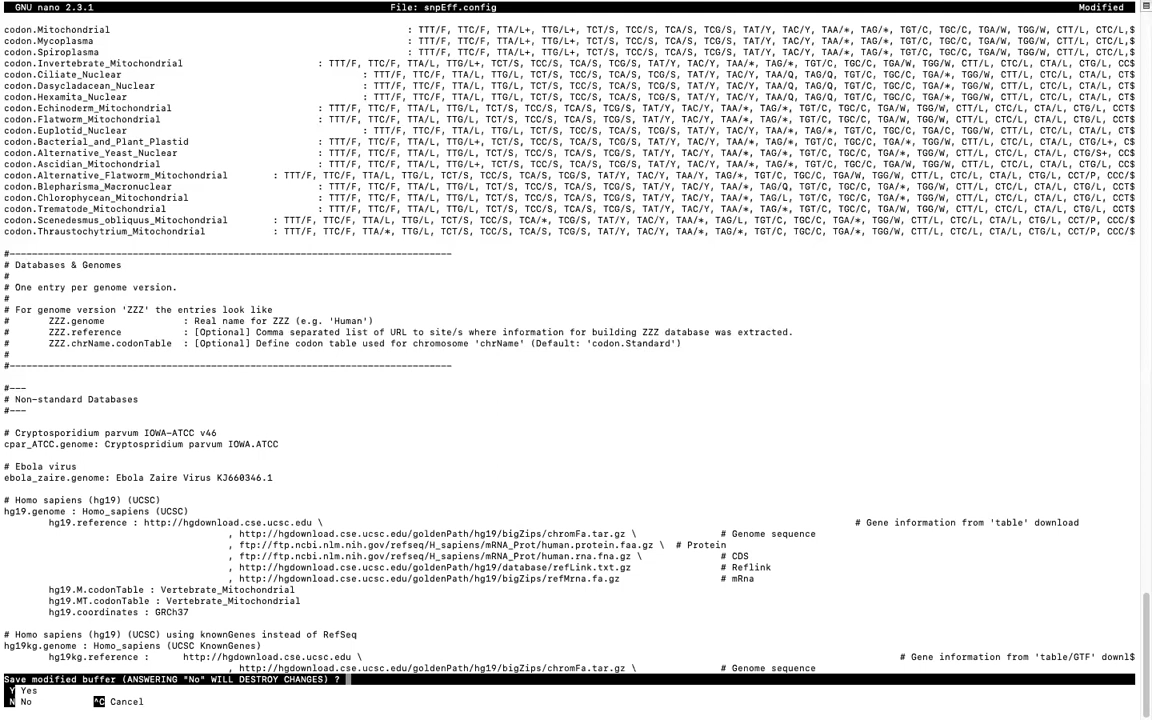 GNU nano 2.3.1 File: snpEff.config Modified
codon.Mitochondrial : TTT/F, TTC/F, TTA/L+, TTG/L+, TCT/S, TCC/S, TCA/S, TCG/S, TAT/Y, TAC/Y, TAA/*, TAG/*, TGT/C, TGC/C, TGA/W, TGG/W, CTT/L, CTC/L,$
codon.Mycoplasma : TTT/F, TTC/F, TTA/L+, TTG/L+, TCT/S, TCC/S, TCA/S, TCG/S, TAT/Y, TAC/Y, TAA/*, TAG/*, TGT/C, TGC/C, TGA/W, TGG/W, CTT/L, CTC/L,$
codon.Spiroplasma : TTT/F, TTC/F, TTA/L+, TTG/L+, TCT/S, TCC/S, TCA/S, TCG/S, TAT/Y, TAC/Y, TAA/*, TAG/*, TGT/C, TGC/C, TGA/W, TGG/W, CTT/L, CTC/L,$
codon.Invertebrate_Mitochondrial : TTT/F, TTC/F, TTA/L, TTG/L+, TCT/S, TCC/S, TCA/S, TCG/S, TAT/Y, TAC/Y, TAA/*, TAG/*, TGT/C, TGC/C, TGA/W, TGG/W, CTT/L, CTC/L, CTA/L, CTG/L, CC$
codon.Ciliate_Nuclear : TTT/F, TTC/F, TTA/L, TTG/L, TCT/S, TCC/S, TCA/S, TCG/S, TAT/Y, TAC/Y, TAA/Q, TAG/Q, TGT/C, TGC/C, TGA/*, TGG/W, CTT/L, CTC/L, CTA/L, CT$
codon.Dasycladacean_Nuclear : TTT/F, TTC/F, TTA/L, TTG/L, TCT/S, TCC/S, TCA/S, TCG/S, TAT/Y, TAC/Y, TAA/Q, TAG/Q, TGT/C, TGC/C, TGA/*, TGG/W, CTT/L, CTC/L, CTA/L, CT$
codon.Hexamita_Nuclear : TTT/F, TTC/F, TTA/L, TTG/L, TCT/S, TCC/S, TCA/S, TCG/S, TAT/Y, TAC/Y, TAA/Q, TAG/Q, TGT/C, TGC/C, TGA/*, TGG/W, CTT/L, CTC/L, CTA/L, CT$
codon.Echinoderm_Mitochondrial : TTT/F, TTC/F, TTA/L, TTG/L, TCT/S, TCC/S, TCA/S, TCG/S, TAT/Y, TAC/Y, TAA/*, TAG/*, TGT/C, TGC/C, TGA/W, TGG/W, CTT/L, CTC/L, CTA/L, CTG/L, CCT$
codon.Flatworm_Mitochondrial : TTT/F, TTC/F, TTA/L, TTG/L, TCT/S, TCC/S, TCA/S, TCG/S, TAT/Y, TAC/Y, TAA/*, TAG/*, TGT/C, TGC/C, TGA/W, TGG/W, CTT/L, CTC/L, CTA/L, CTG/L, CCT$
codon.Euplotid_Nuclear : TTT/F, TTC/F, TTA/L, TTG/L, TCT/S, TCC/S, TCA/S, TCG/S, TAT/Y, TAC/Y, TAA/*, TAG/*, TGT/C, TGC/C, TGA/C, TGG/W, CTT/L, CTC/L, CTA/L, CT$
codon.Bacterial_and_Plant_Plastid : TTT/F, TTC/F, TTA/L, TTG/L+, TCT/S, TCC/S, TCA/S, TCG/S, TAT/Y, TAC/Y, TAA/*, TAG/*, TGT/C, TGC/C, TGA/*, TGG/W, CTT/L, CTC/L, CTA/L, CTG/L+, C$
codon.Alternative_Yeast_Nuclear : TTT/F, TTC/F, TTA/L, TTG/L, TCT/S, TCC/S, TCA/S, TCG/S, TAT/Y, TAC/Y, TAA/*, TAG/*, TGT/C, TGC/C, TGA/*, TGG/W, CTT/L, CTC/L, CTA/L, CTG/S+, CC$
codon.Ascidian_Mitochondrial : TTT/F, TTC/F, TTA/L, TTG/L+, TCT/S, TCC/S, TCA/S, TCG/S, TAT/Y, TAC/Y, TAA/*, TAG/*, TGT/C, TGC/C, TGA/W, TGG/W, CTT/L, CTC/L, CTA/L, CTG/L, CC$
codon.Alternative_Flatworm_Mitochondrial : TTT/F, TTC/F, TTA/L, TTG/L, TCT/S, TCC/S, TCA/S, TCG/S, TAT/Y, TAC/Y, TAA/Y, TAG/*, TGT/C, TGC/C, TGA/W, TGG/W, CTT/L, CTC/L, CTA/L, CTG/L, CCT/P, CCC/$
codon.Blepharisma_Macronuclear : TTT/F, TTC/F, TTA/L, TTG/L, TCT/S, TCC/S, TCA/S, TCG/S, TAT/Y, TAC/Y, TAA/*, TAG/Q, TGT/C, TGC/C, TGA/*, TGG/W, CTT/L, CTC/L, CTA/L, CTG/L, CCT$
codon.Chlorophycean_Mitochondrial : TTT/F, TTC/F, TTA/L, TTG/L, TCT/S, TCC/S, TCA/S, TCG/S, TAT/Y, TAC/Y, TAA/*, TAG/L, TGT/C, TGC/C, TGA/*, TGG/W, CTT/L, CTC/L, CTA/L, CTG/L, CCT$
codon.Trematode_Mitochondrial : TTT/F, TTC/F, TTA/L, TTG/L, TCT/S, TCC/S, TCA/S, TCG/S, TAT/Y, TAC/Y, TAA/*, TAG/*, TGT/C, TGC/C, TGA/W, TGG/W, CTT/L, CTC/L, CTA/L, CTG/L, CCT$
codon.Scenedesmus_obliquus_Mitochondrial : TTT/F, TTC/F, TTA/L, TTG/L, TCT/S, TCC/S, TCA/*, TCG/S, TAT/Y, TAC/Y, TAA/*, TAG/L, TGT/C, TGC/C, TGA/*, TGG/W, CTT/L, CTC/L, CTA/L, CTG/L, CCT/P, CCC/$
codon.Thraustochytrium_Mitochondrial : TTT/F, TTC/F, TTA/*, TTG/L, TCT/S, TCC/S, TCA/S, TCG/S, TAT/Y, TAC/Y, TAA/*, TAG/*, TGT/C, TGC/C, TGA/*, TGG/W, CTT/L, CTC/L, CTA/L, CTG/L, CCT/P, CCC/$
#-------------------------------------------------------------------------------
# Databases & Genomes
#
# One entry per genome version.
#
# For genome version 'ZZZ' the entries look like
# ZZZ.genome : Real name for ZZZ (e.g. 'Human')
# ZZZ.reference : [Optional] Comma separated list of URL to site/s where information for building ZZZ database was extracted.
# ZZZ.chrName.codonTable : [Optional] Define codon table used for chromosome 'chrName' (Default: 'codon.Standard')
#
#-------------------------------------------------------------------------------
#---
# Non-standard Databases
#---
# Cryptosporidium parvum IOWA-ATCC v46
cpar_ATCC.genome: Cryptospridium parvum IOWA.ATCC
# Ebola virus
ebola_zaire.genome: Ebola Zaire Virus KJ660346.1
# Homo sapiens (hg19) (UCSC)
hg19.genome : Homo_sapiens (UCSC)
hg19.reference : http://hgdownload.cse.ucsc.edu \ # Gene information from 'table' download
, http://hgdownload.cse.ucsc.edu/goldenPath/hg19/bigZips/chromFa.tar.gz \ # Genome sequence
, ftp://ftp.ncbi.nlm.nih.gov/refseq/H_sapiens/mRNA_Prot/human.protein.faa.gz \ # Protein
, ftp://ftp.ncbi.nlm.nih.gov/refseq/H_sapiens/mRNA_Prot/human.rna.fna.gz \ # CDS
, http://hgdownload.cse.ucsc.edu/goldenPath/hg19/database/refLink.txt.gz # Reflink
, http://hgdownload.cse.ucsc.edu/goldenPath/hg19/bigZips/refMrna.fa.gz # mRna
hg19.M.codonTable : Vertebrate_Mitochondrial
hg19.MT.codonTable : Vertebrate_Mitochondrial
hg19.coordinates : GRCh37
# Homo sapiens (hg19) (UCSC) using knownGenes instead of RefSeq
hg19kg.genome : Homo_sapiens (UCSC KnownGenes)
hg19kg.reference : http://hgdownload.cse.ucsc.edu \ # Gene information from 'table/GTF' downl$
, http://hgdownload.cse.ucsc.edu/goldenPath/hg19/bigZips/chromFa.tar.gz \ # Genome sequence
Save modified buffer (ANSWERING "No" WILL DESTROY CHANGES) ?
Y Yes
N No ^C Cancel